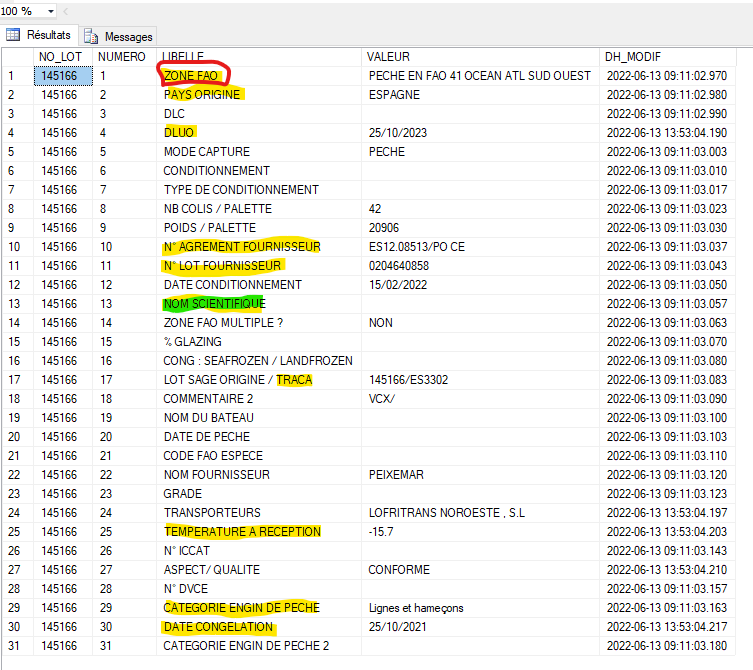 100 %
Résultats Messages
NO_LOT NUMERO LIBELLE VALEUR DH_MODIF
1 145166 1 ZONE FAO PECHE EN FAO 41 OCEAN ATL SUD OUEST 2022-06-13 09:11:02.970
2 145166 2 PAYS ORIGINE ESPAGNE 2022-06-13 09:11:02.980
3 145166 3 DLC 2022-06-13 09:11:02.990
4 145166 4 DLUO 25/10/2023 2022-06-13 13:53:04.190
5 145166 5 MODE CAPTURE PECHE 2022-06-13 09:11:03.003
6 145166 6 CONDITIONNEMENT 2022-06-13 09:11:03.010
7 145166 7 TYPE DE CONDITIONNEMENT 2022-06-13 09:11:03.017
8 145166 8 NB COLIS / PALETTE 42 2022-06-13 09:11:03.023
9 145166 9 POIDS / PALETTE 20906 2022-06-13 09:11:03.030
10 145166 10 N° AGREMENT FOURNISSEUR ES12.08513/PO CE 2022-06-13 09:11:03.037
11 145166 11 N° LOT FOURNISSEUR 0204640858 2022-06-13 09:11:03.043
12 145166 12 DATE CONDITIONNEMENT 15/02/2022 2022-06-13 09:11:03.050
13 145166 13 NOM SCIENTIFIQUE 2022-06-13 09:11:03.057
14 145166 14 ZONE FAO MULTIPLE ? NON 2022-06-13 09:11:03.063
15 145166 15 % GLAZING 2022-06-13 09:11:03.070
16 145166 16 CONG : SEAFROZEN / LANDFROZEN 2022-06-13 09:11:03.080
17 145166 17 LOT SAGE ORIGINE / TRACA 145166/ES3302 2022-06-13 09:11:03.083
18 145166 18 COMMENTAIRE 2 VCX/ 2022-06-13 09:11:03.090
19 145166 19 NOM DU BATEAU 2022-06-13 09:11:03.100
20 145166 20 DATE DE PECHE 2022-06-13 09:11:03.103
21 145166 21 CODE FAO ESPECE 2022-06-13 09:11:03.110
22 145166 22 NOM FOURNISSEUR PEIXEMAR 2022-06-13 09:11:03.120
23 145166 23 GRADE 2022-06-13 09:11:03.123
24 145166 24 TRANSPORTEURS LOFRITRANS NOROESTE , S.L 2022-06-13 13:53:04.197
25 145166 25 TEMPERATURE A RECEPTION -15.7 2022-06-13 13:53:04.203
26 145166 26 N° ICCAT 2022-06-13 09:11:03.143
27 145166 27 ASPECT/ QUALITE CONFORME 2022-06-13 13:53:04.210
28 145166 28 N° DVCE 2022-06-13 09:11:03.157
29 145166 29 CATEGORIE ENGIN DE PECHE Lignes et hameçons 2022-06-13 09:11:03.163
30 145166 30 DATE CONGELATION 25/10/2021 2022-06-13 13:53:04.217
31 145166 31 CATEGORIE ENGIN DE PECHE 2 2022-06-13 09:11:03.180